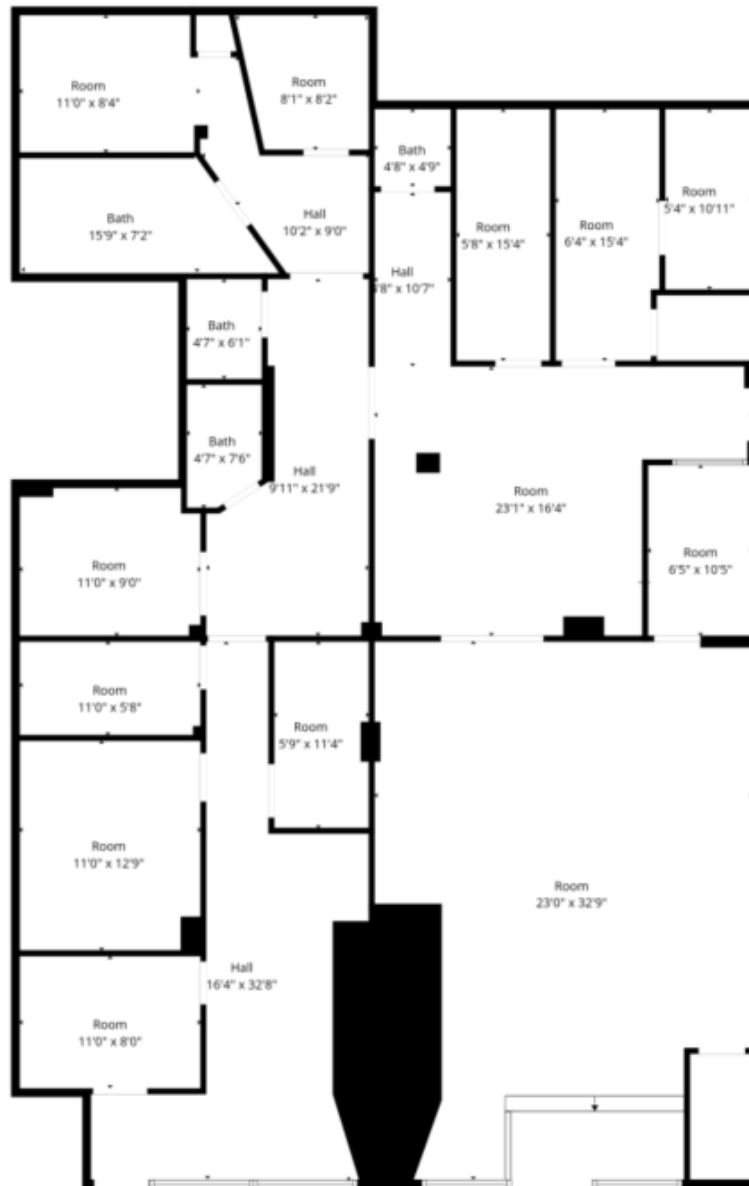 Room
11'0" x 8'4"
Room
8'1" x 8'2"
Bath
4'8" x 4'9"
Room
5'4" x 10'11"
Bath
15'9" x 7'2"
Hall
10'2" x 9'0"
Room
5'8" x 15'4"
Room
6'4" x 15'4"
Hall
'8" x 10'7"
Bath
4'7" x 6'1"
Bath
4'7" x 7'6"
Hall
9'11" x 21'9"
Room
23'1" x 16'4"
Room
11'0" x 9'0"
Room
6'5" x 10'5"
Room
11'0" x 5'8"
Room
5'9" x 11'4"
Room
11'0" x 12'9"
Room
23'0" x 32'9"
Hall
16'4" x 32'8"
Room
11'0" x 8'0"